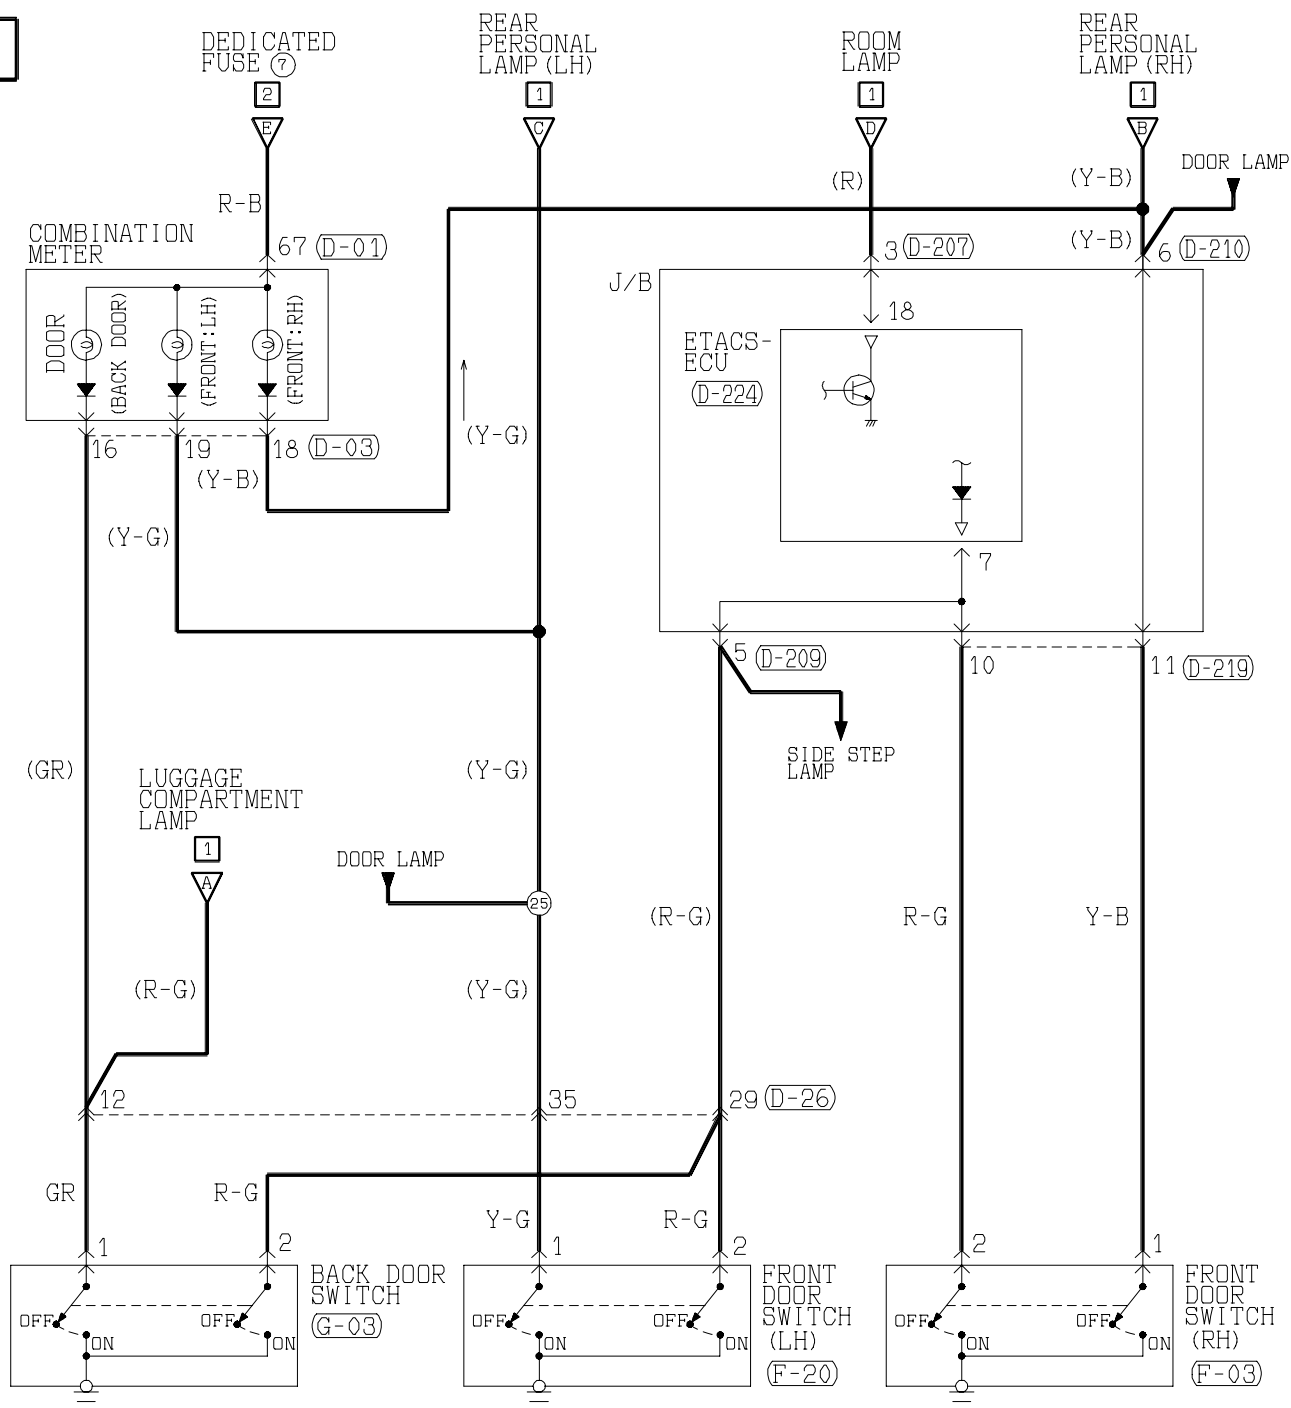 DEDICATED
FUSE ⑦
2
E
REAR
PERSONAL
LAMP (LH)
1
C
ROOM
LAMP
1
D
REAR
PERSONAL
LAMP (RH)
1
B
DOOR LAMP
R-B
(R)
(Y-B)
(Y-B)
COMBINATION
METER
67 (D-01)
3 (D-207)
6 (D-210)
J/B
DOOR
(BACK DOOR)
(FRONT:LH)
(FRONT:RH)
18
ETACS-
ECU
(D-224)
16
19
18 (D-03)
(Y-G)
(Y-B)
(Y-G)
7
5 (D-209)
10
11 (D-219)
SIDE STEP
LAMP
(GR)
(Y-G)
LUGGAGE
COMPARTMENT
LAMP
1
A
DOOR LAMP
25
(R-G)
R-G
Y-B
(R-G)
(Y-G)
12
35
29 (D-26)
GR
R-G
Y-G
R-G
1
2
1
2
2
1
BACK DOOR
SWITCH
(G-03)
OFF
ON
OFF
ON
FRONT
DOOR
SWITCH
(LH)
(F-20)
OFF
ON
OFF
ON
FRONT
DOOR
SWITCH
(RH)
(F-03)
OFF
ON
OFF
ON